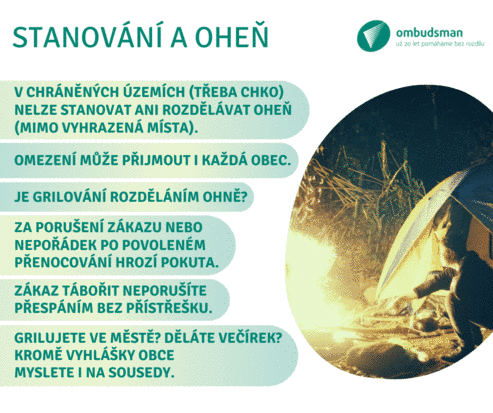 STANOVÁNÍ A OHEŇ
ombudsman
už 20 let pomáháme bez rozdílu
V CHRÁNĚNÝCH ÚZEMÍCH (TŘEBA CHKO)
NELZE STANOVAT ANI ROZDĚLÁVAT OHEŇ
(MIMO VYHRAZENÁ MÍSTA).
OMEZENÍ MŮŽE PŘIJMOUT I KAŽDÁ OBEC.
JE GRILOVÁNÍ ROZDĚLÁNÍM OHNĚ?
ZA PORUŠENÍ ZÁKAZU NEBO
NEPOŘÁDEK PO POVOLENÉM
PŘENOCOVÁNÍ HROZÍ POKUTA.
ZÁKAZ TÁBOŘIT NEPORUŠÍTE
PŘESPÁNÍM BEZ PŘÍSTŘEŠKU.
GRILUJETE VE MĚSTĚ? DĚLÁTE VEČÍREK?
KROMĚ VYHLÁŠKY OBCE
MYSLETE I NA SOUSEDY.